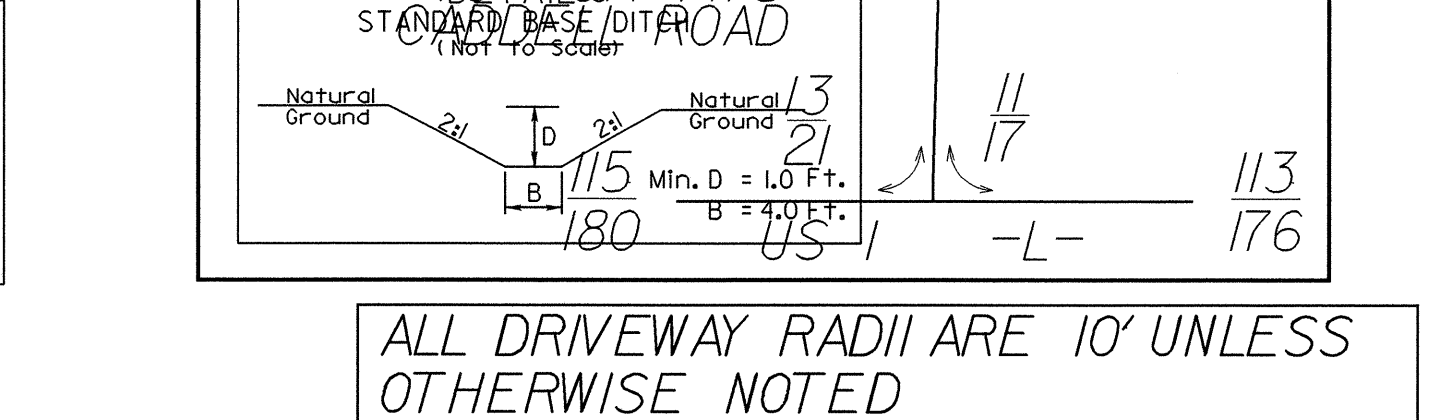 STANDARD BASE DITCH
CADDELL ROAD
(Not to Scale)
Natural
Ground
2:1
D
2:1
Natural
Ground
13
21
11
17
B
115
180
Min. D = 1.0 Ft.
B = 4.0 Ft.
US 1
-L-
113
176
ALL DRIVEWAY RADII ARE 10' UNLESS
OTHERWISE NOTED